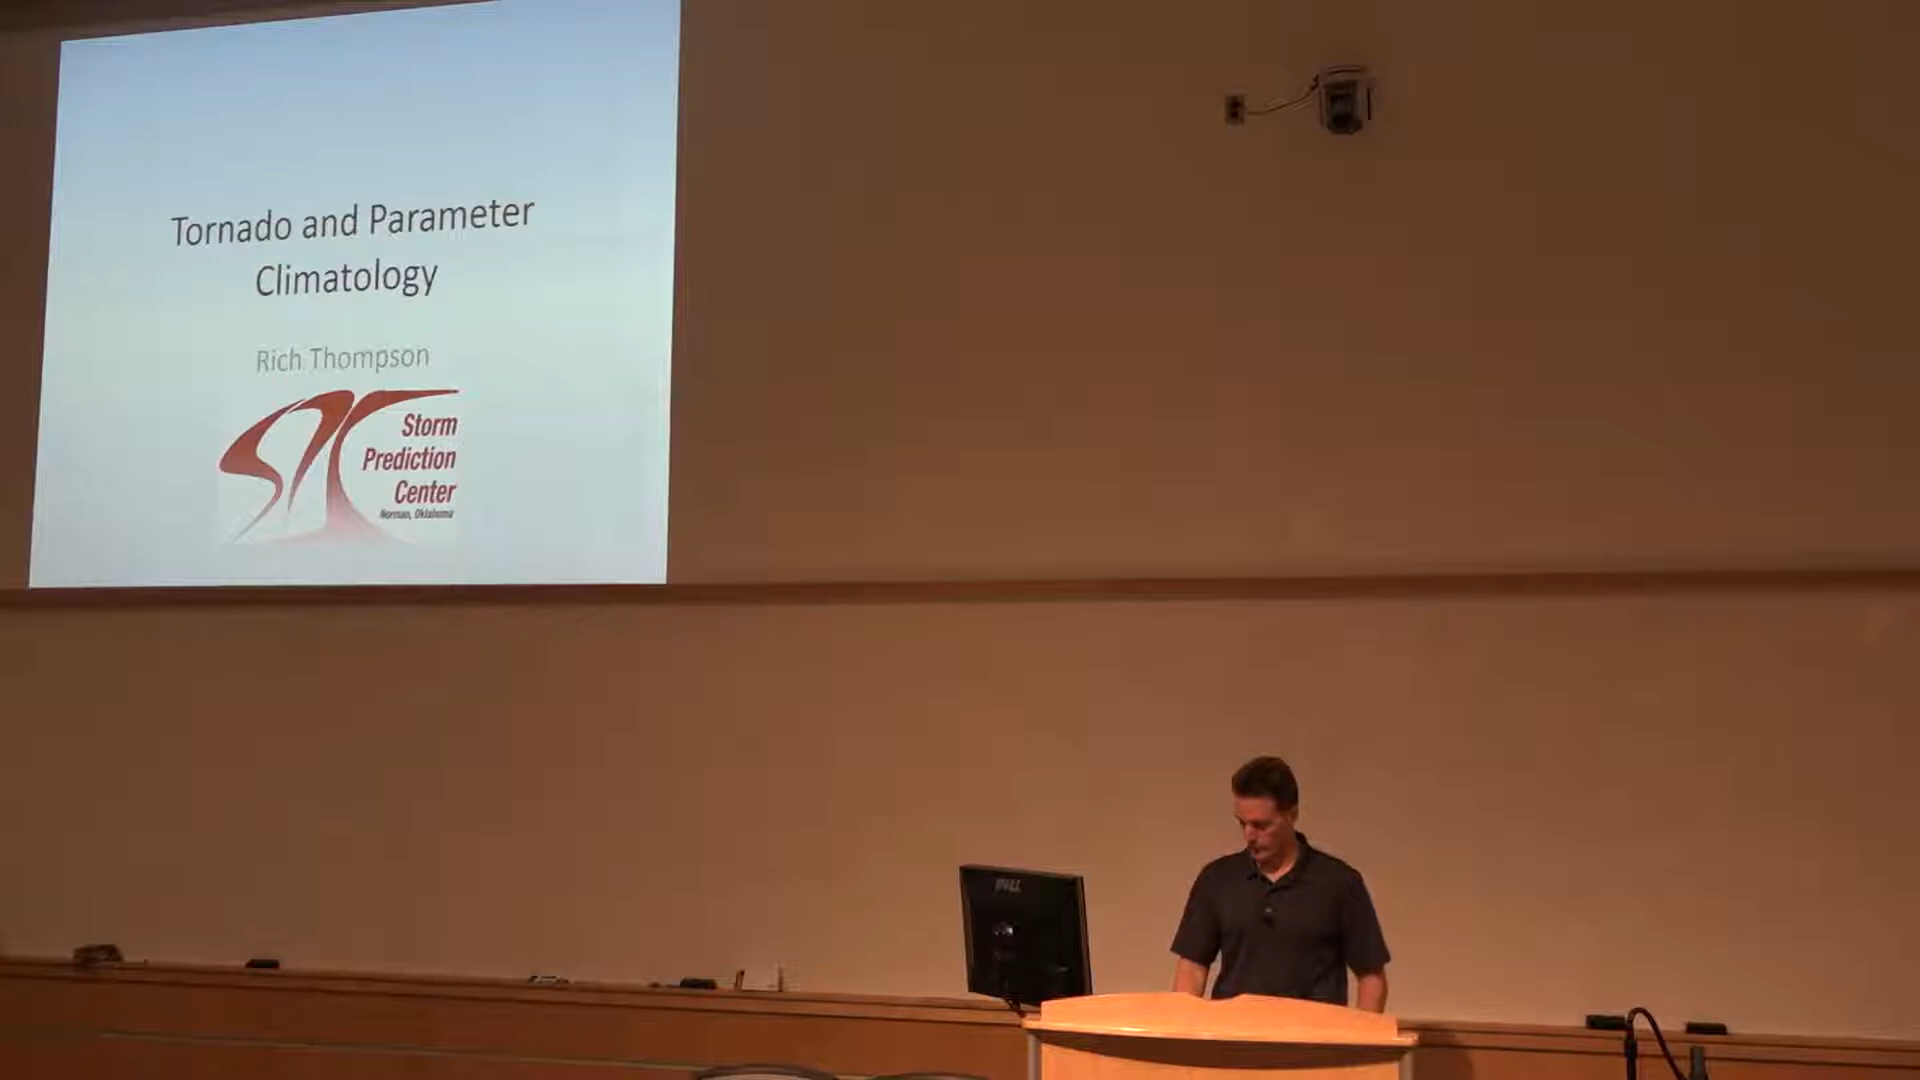 Tornado and Parameter
Climatology
Rich Thompson
Storm
Prediction
Center
Norman, Oklahoma
DELL